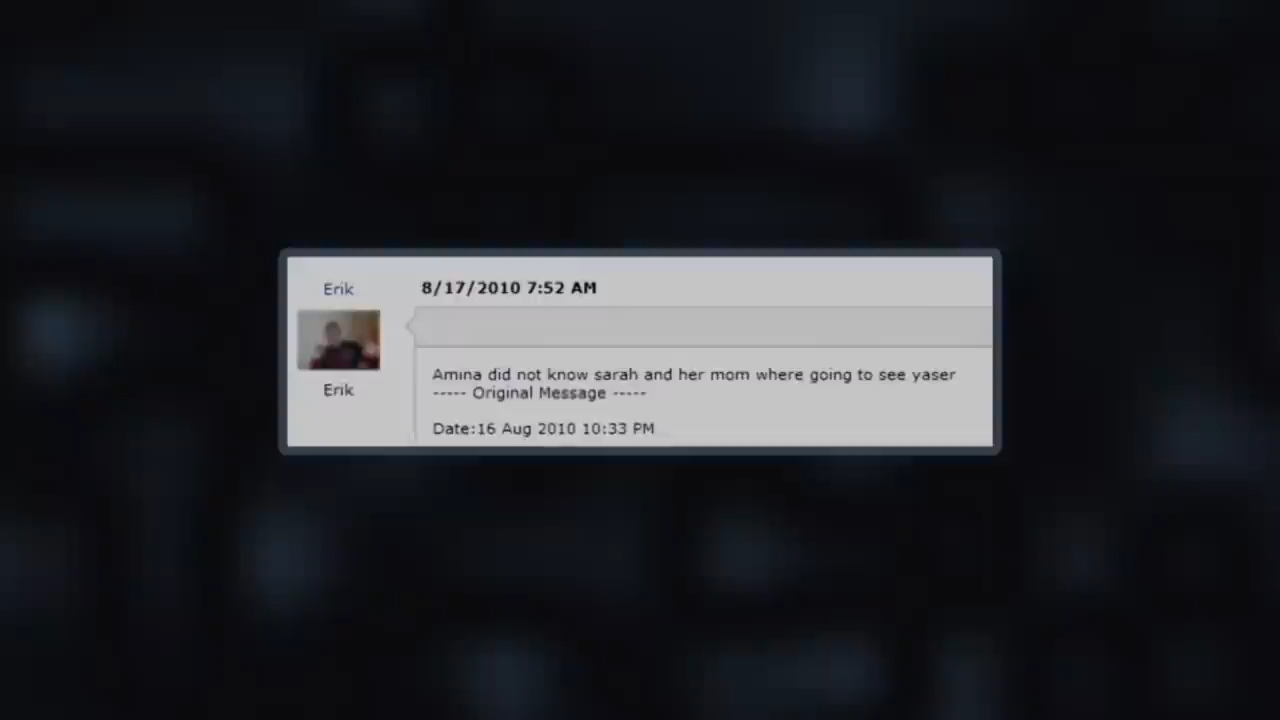 Erik
8/17/2010 7:52 AM
Erik
Amina did not know sarah and her mom where going to see yaser
----- Original Message -----
Date:16 Aug 2010 10:33 PM